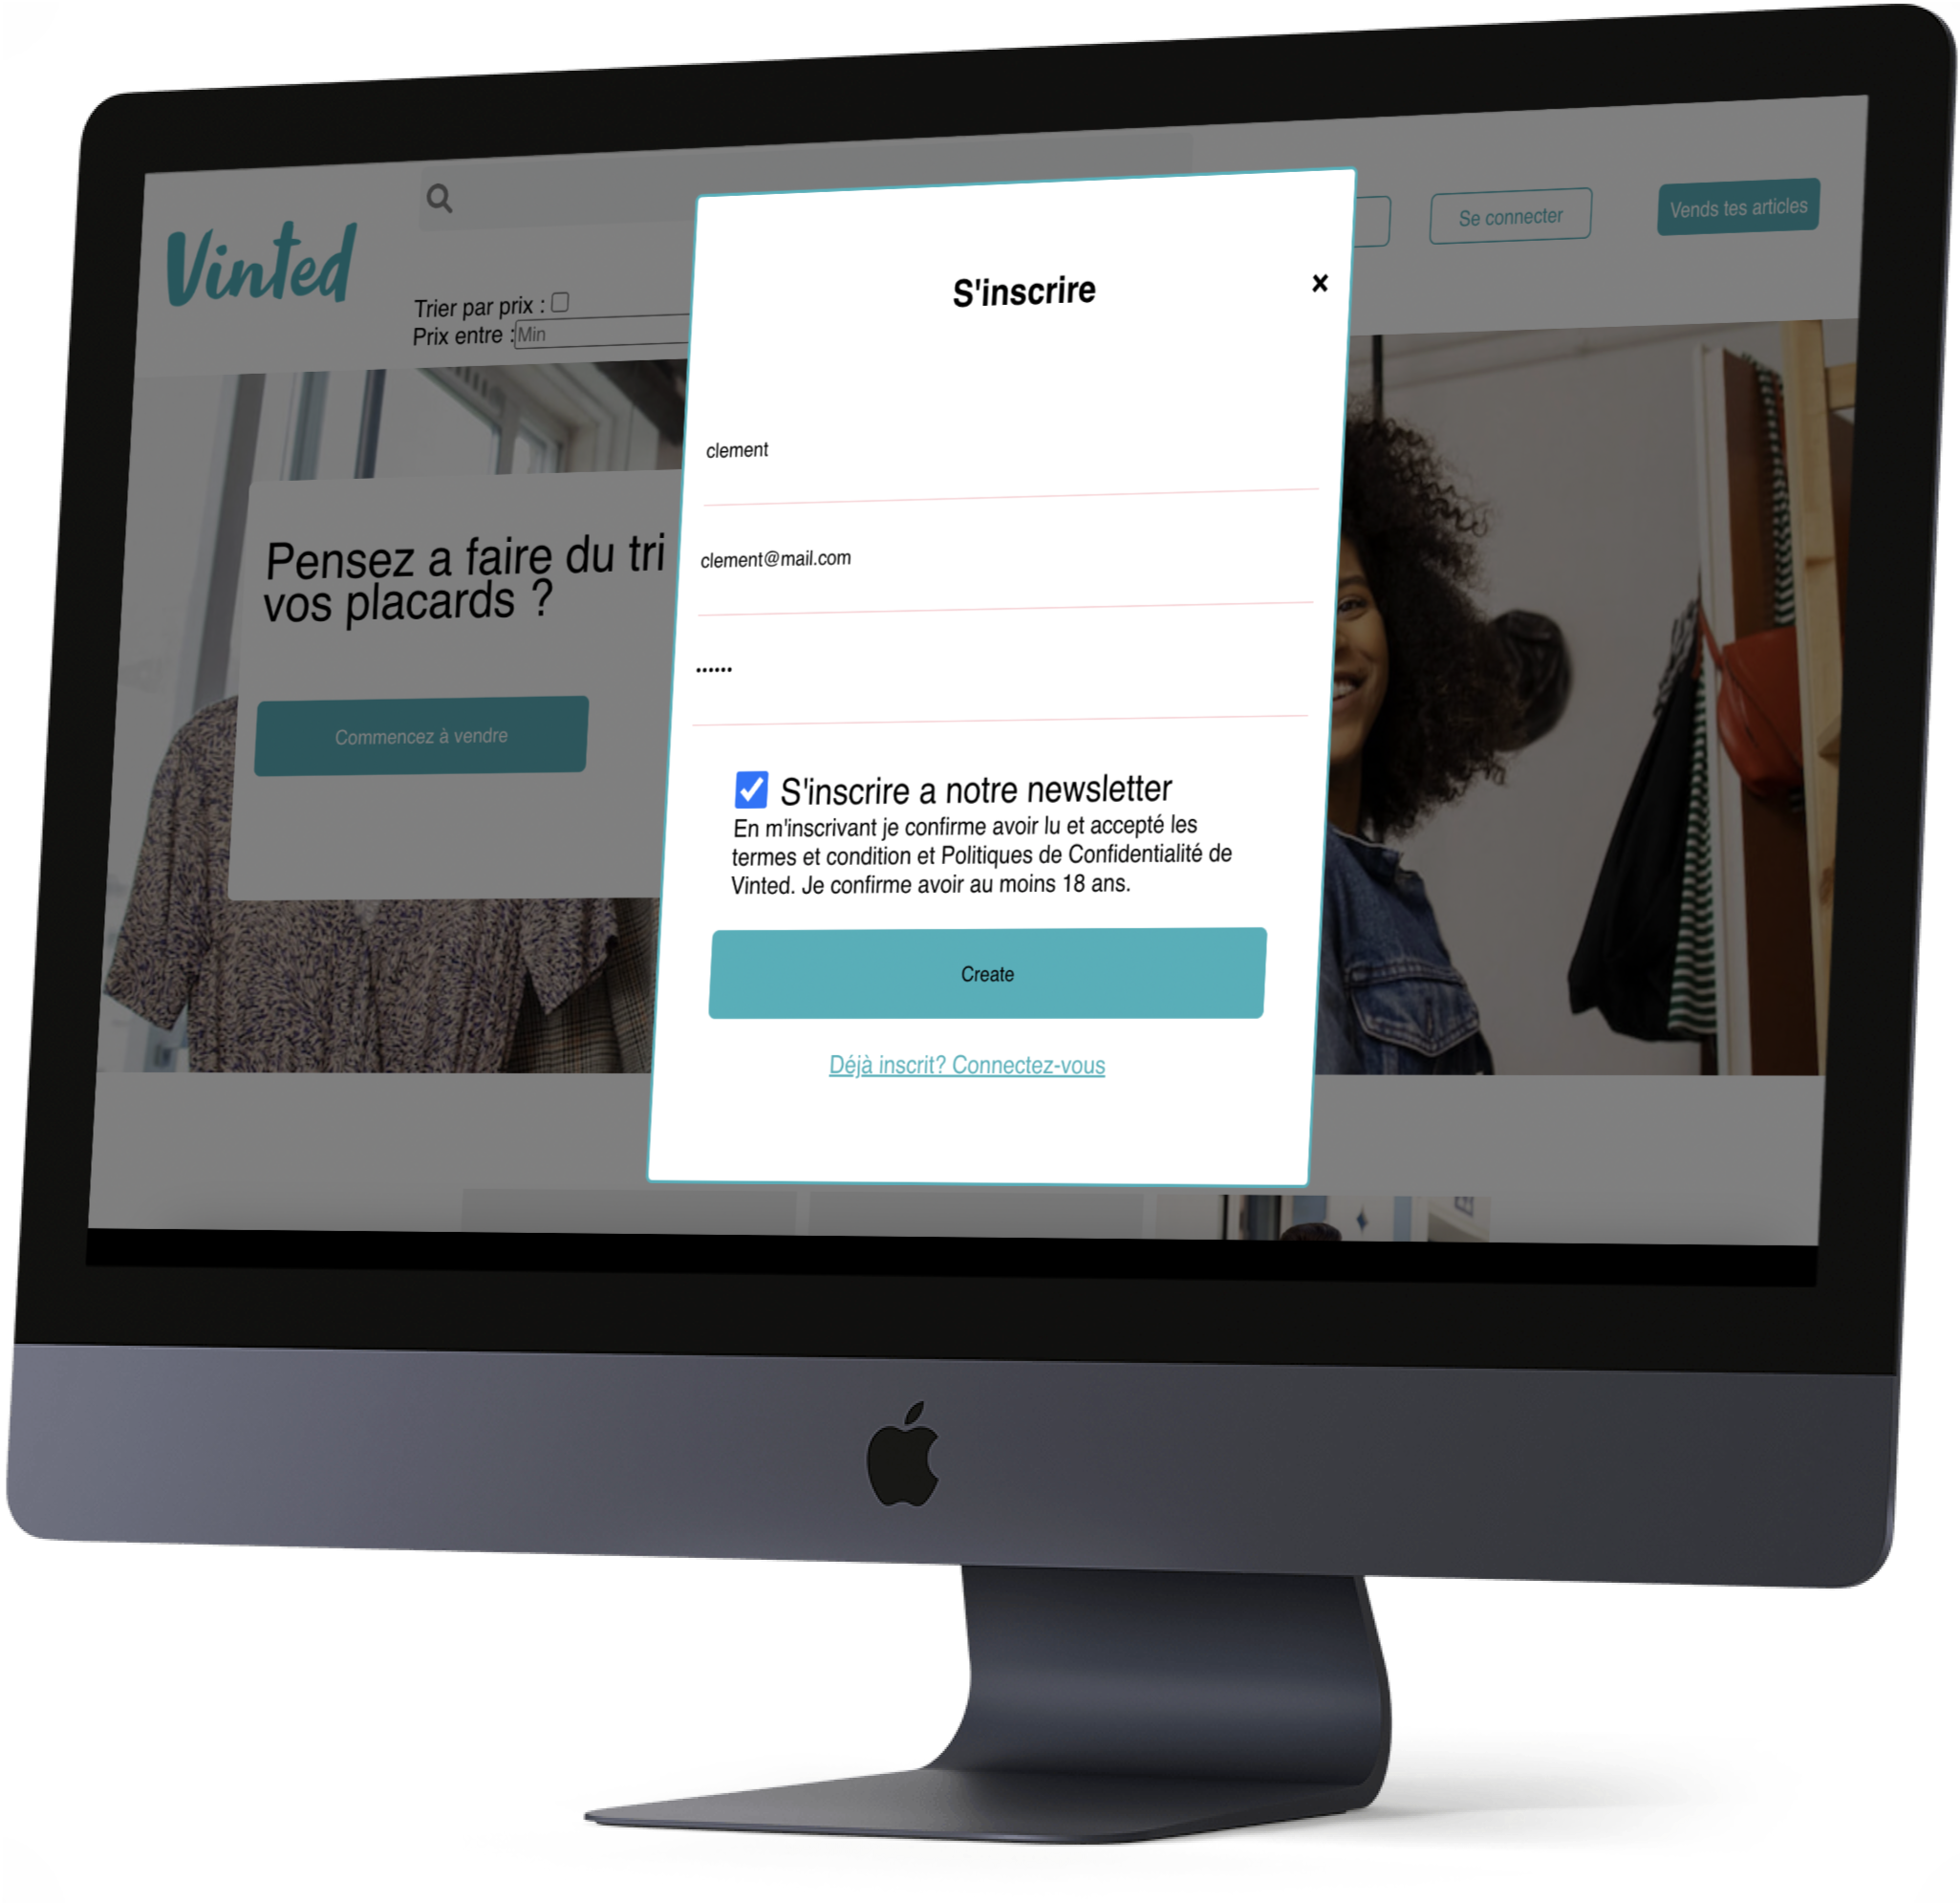 Vinted
Trier par prix :
Prix entre : Min
Se connecter
Vends tes articles
Pensez a faire du tri
vos placards ?
Commencez à vendre
S'inscrire
×
clement
clement@mail.com
••••••
S'inscrire a notre newsletter
En m'inscrivant je confirme avoir lu et accepté les
termes et condition et Politiques de Confidentialité de
Vinted. Je confirme avoir au moins 18 ans.
Create
Déjà inscrit? Connectez-vous